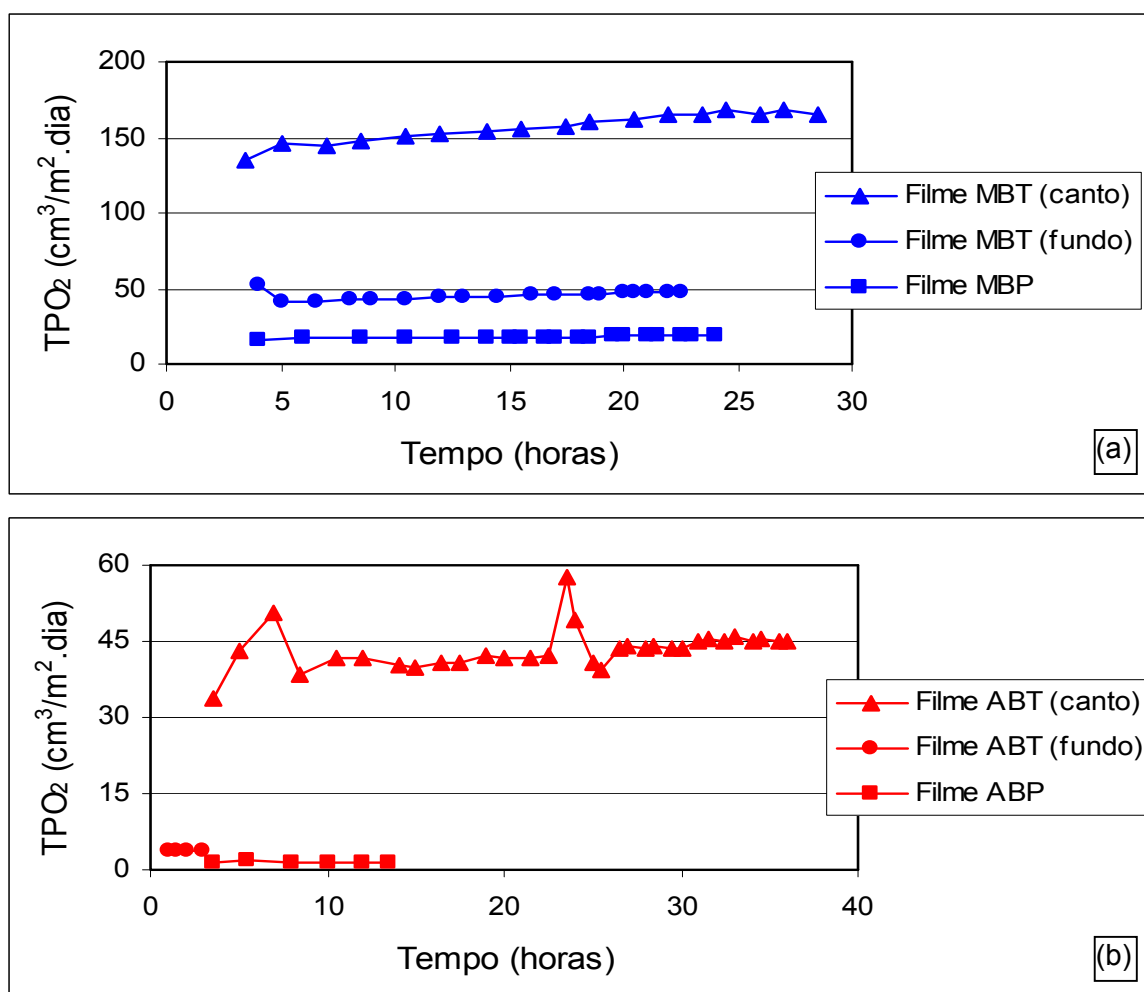 200
150
100
50
0
TPO₂ (cm³/m².dia)
0 5 10 15 20 25 30
Tempo (horas)
Filme MBT (canto)
Filme MBT (fundo)
Filme MBP
(a)
60
45
30
15
0
TPO₂ (cm³/m².dia)
0 10 20 30 40
Tempo (horas)
Filme ABT (canto)
Filme ABT (fundo)
Filme ABP
(b)